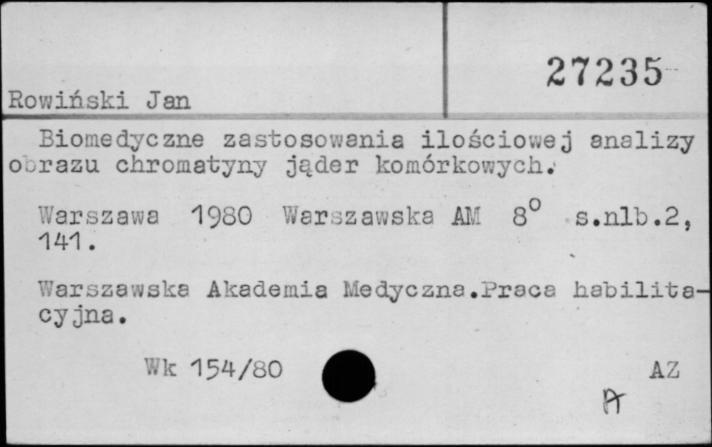 27235
Rowiński Jan
Biomedyczne zastosowania ilościowej analizy
obrazu chromatyny jąder komórkowych.
Warszawa 1980 Warszawska AM 8° s.nlb.2,
141.
Warszawska Akademia Medyczna.Praca habilita-
cyjna.
Wk 154/80 AZ